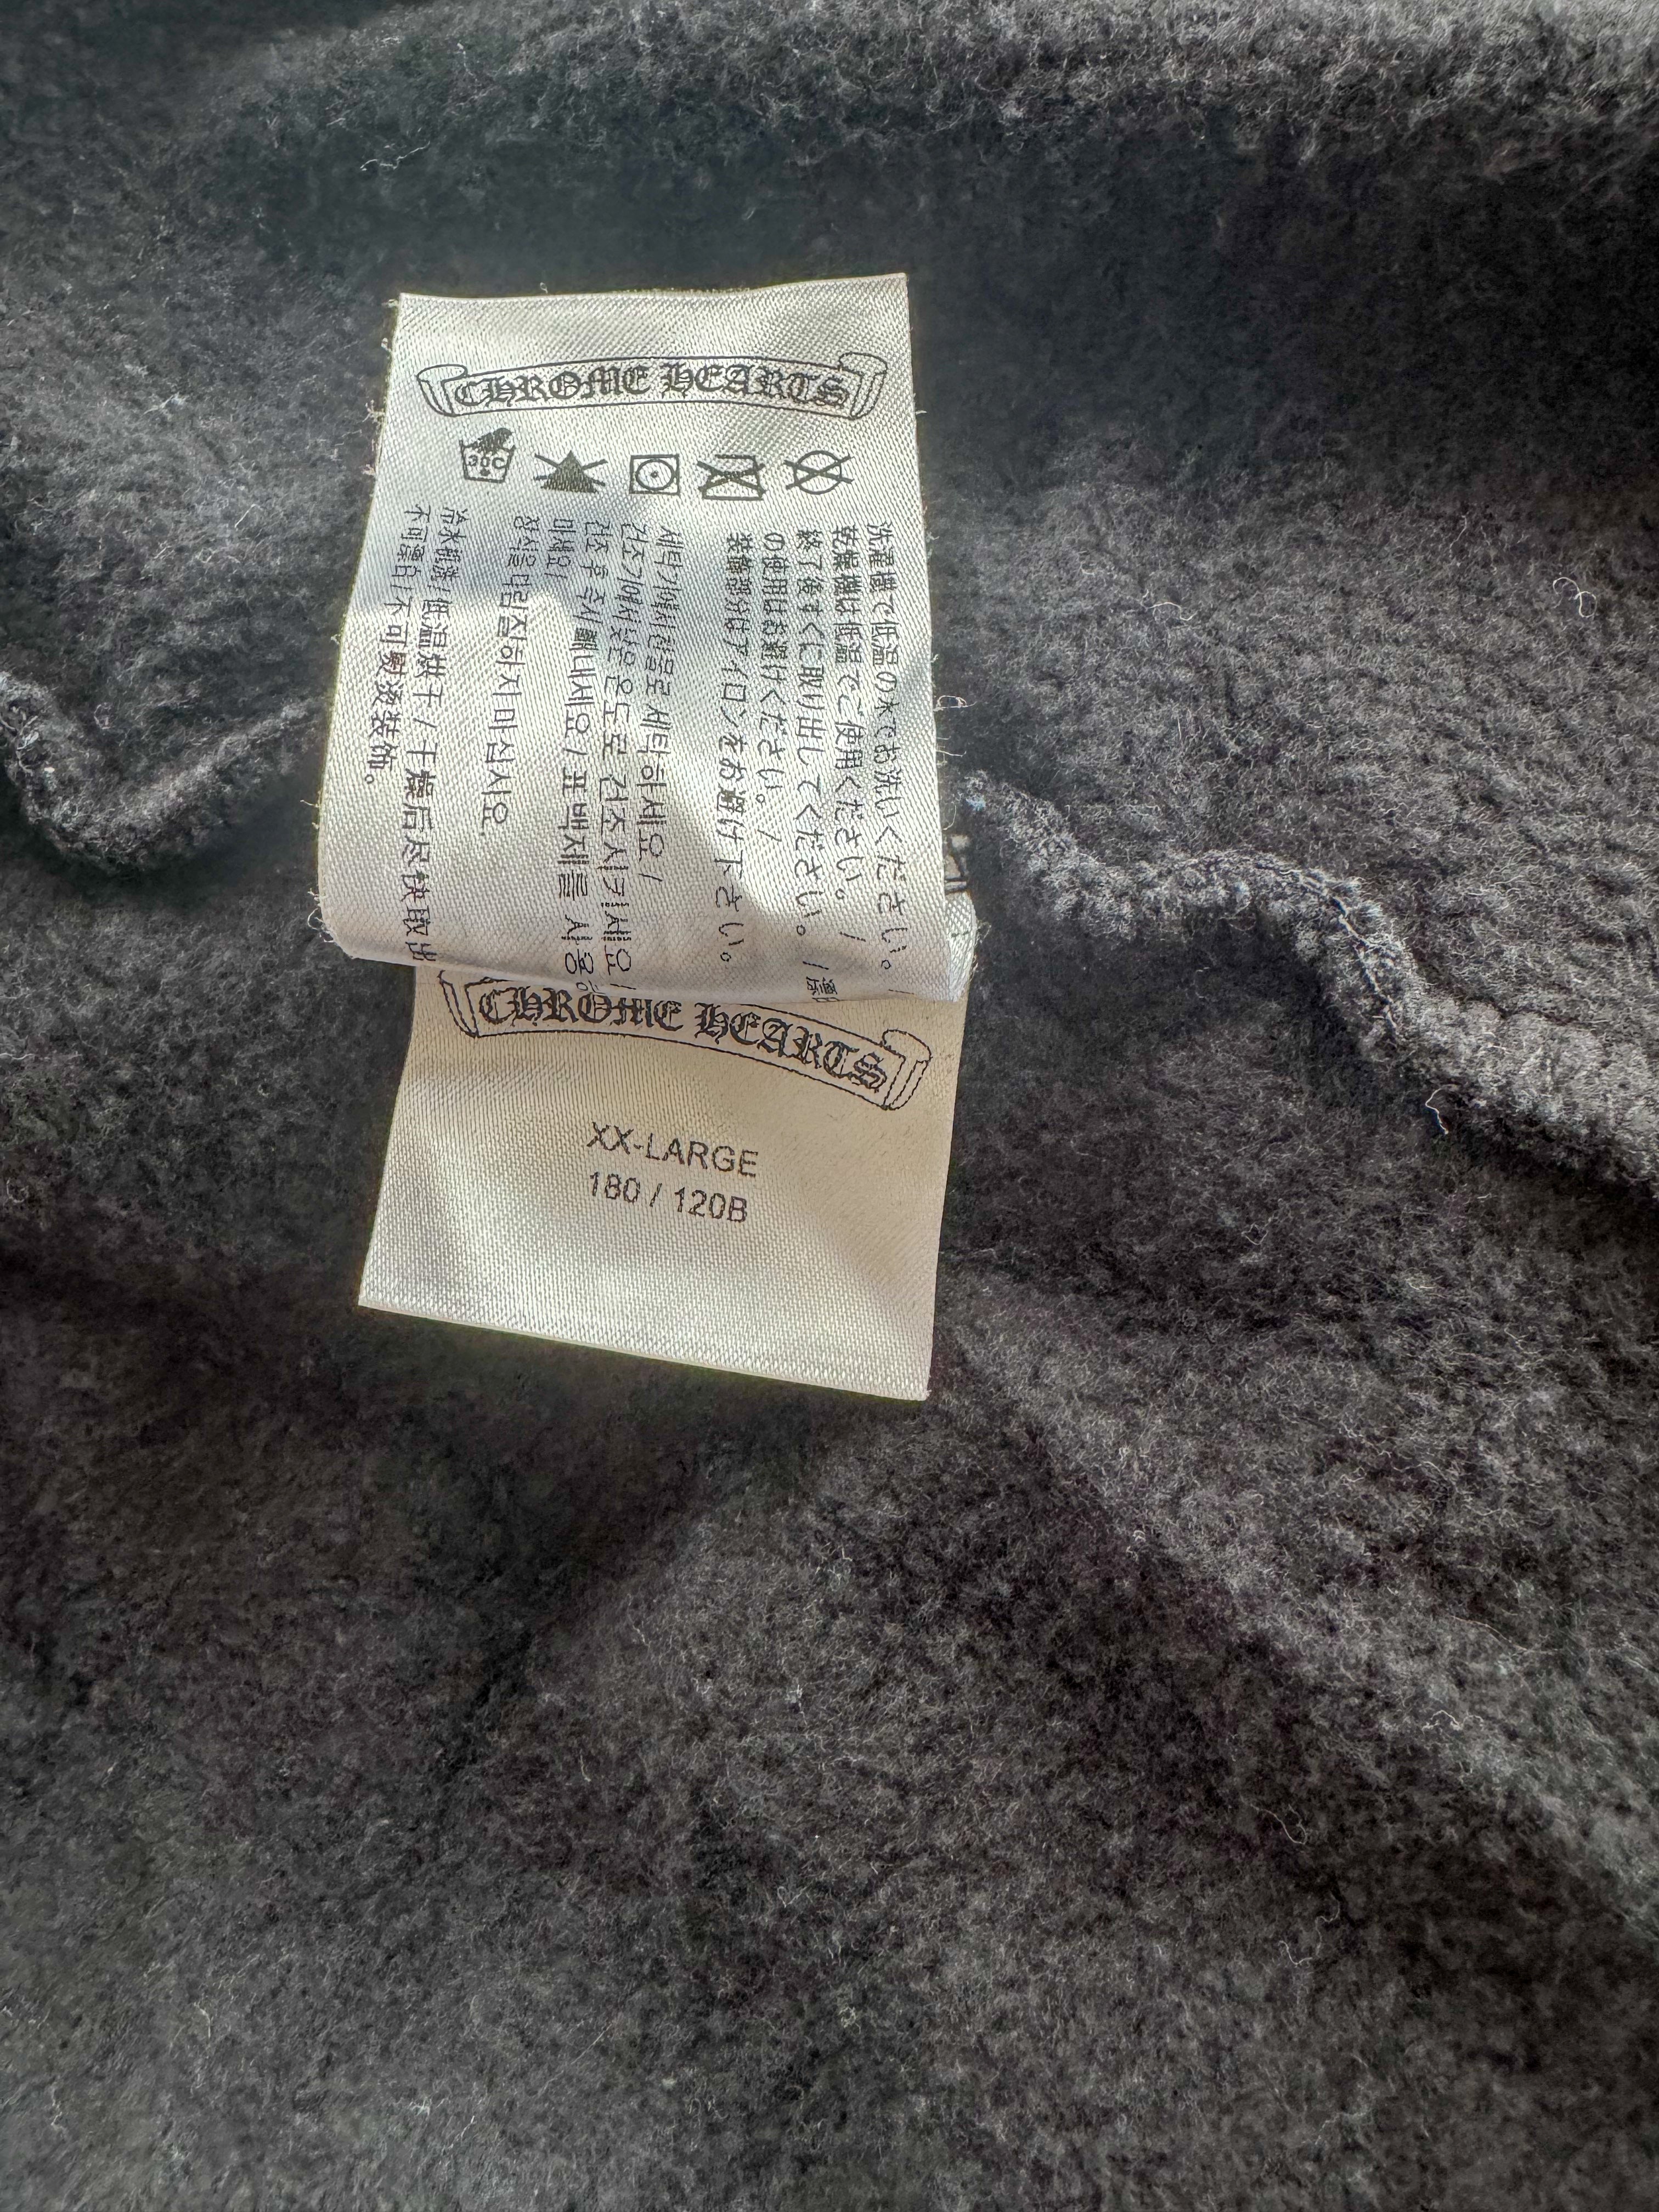 CHROME HEARTS
30C
洗濯機で低温の水でお洗いください。/
乾燥機は低温でご使用ください。/
終了後すぐに取り出してください。/
の使用はお避けください。/
装飾部分はアイロンをお避け下さい。
세탁기에서 찬물로 세탁하세요/
건조기에서 낮은 온도로 건조시키세요/
건조 후 즉시 꺼내세요/표백제를 사용
마세요/
장식을 다림질하지 마십시오.
冷水机洗/低温烘干/干燥后尽快取出
不可漂白/不可熨烫装饰。
CHROME HEARTS
XX-LARGE
180 / 120B